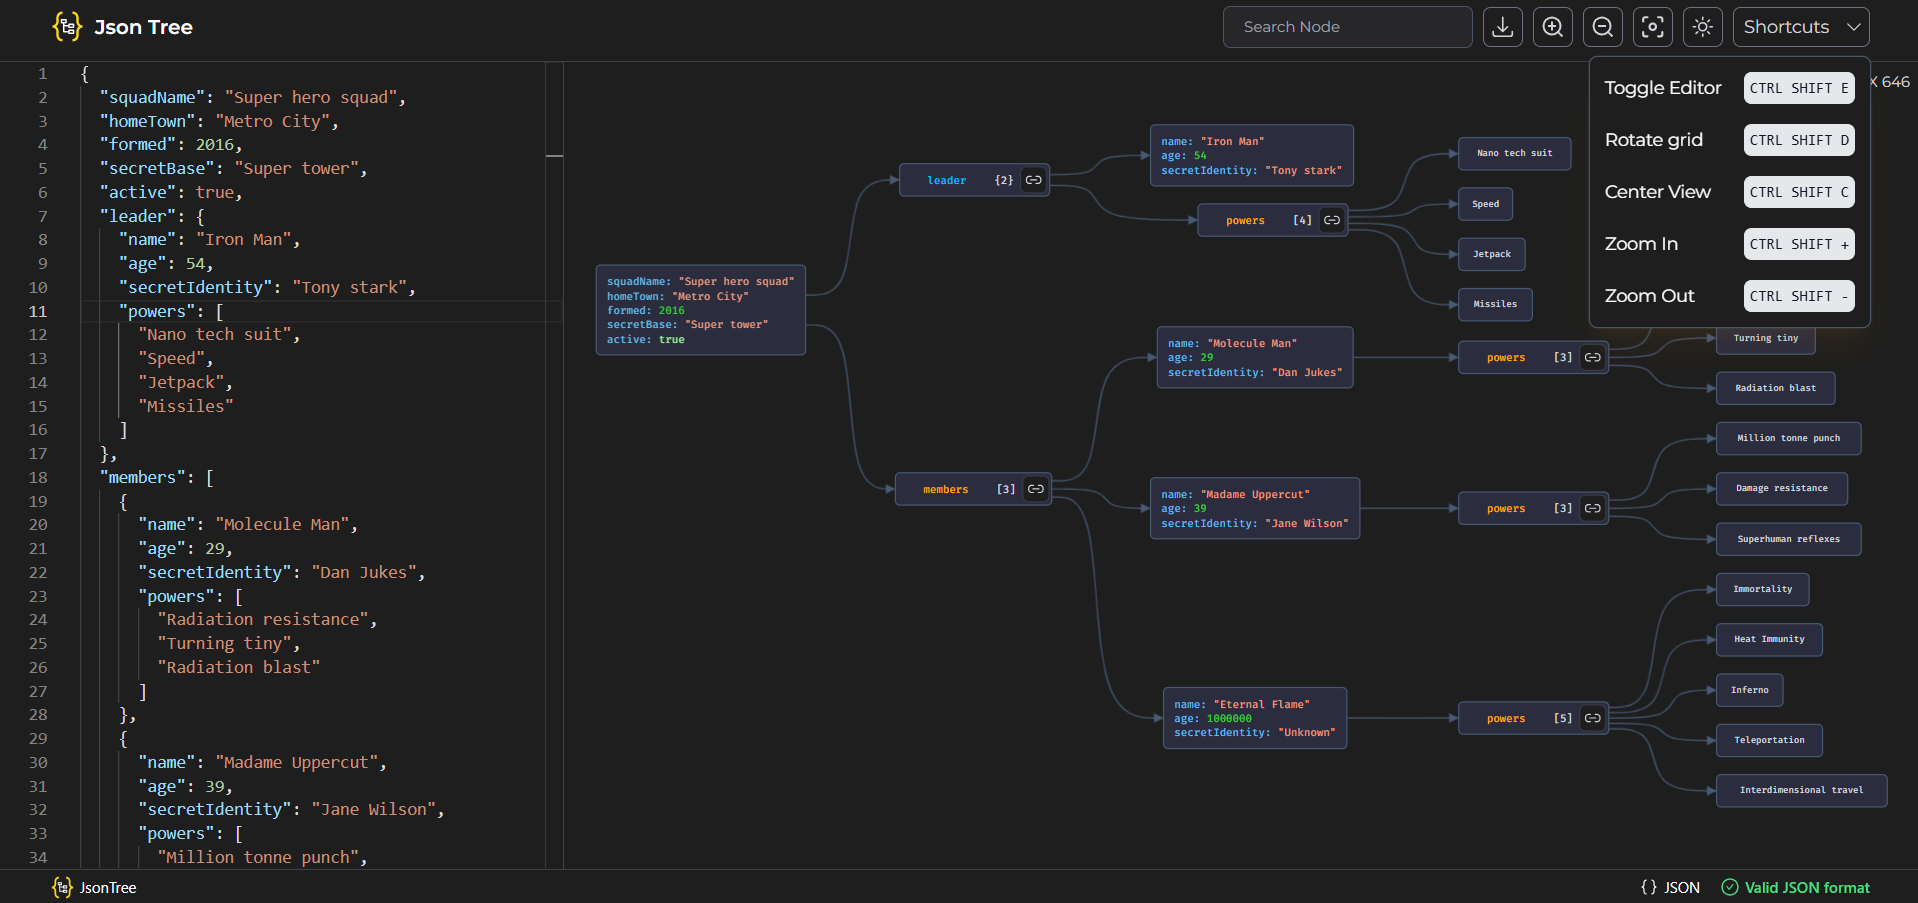 Json Tree
Search Node
Shortcuts
Toggle Editor CTRL SHIFT E
Rotate grid CTRL SHIFT D
Center View CTRL SHIFT C
Zoom In CTRL SHIFT +
Zoom Out CTRL SHIFT -
X 646
1 {
2 "squadName": "Super hero squad",
3 "homeTown": "Metro City",
4 "formed": 2016,
5 "secretBase": "Super tower",
6 "active": true,
7 "leader": {
8 "name": "Iron Man",
9 "age": 54,
10 "secretIdentity": "Tony stark",
11 "powers": [
12 "Nano tech suit",
13 "Speed",
14 "Jetpack",
15 "Missiles"
16 ]
17 },
18 "members": [
19 {
20 "name": "Molecule Man",
21 "age": 29,
22 "secretIdentity": "Dan Jukes",
23 "powers": [
24 "Radiation resistance",
25 "Turning tiny",
26 "Radiation blast"
27 ]
28 },
29 {
30 "name": "Madame Uppercut",
31 "age": 39,
32 "secretIdentity": "Jane Wilson",
33 "powers": [
34 "Million tonne punch",
squadName: "Super hero squad"
homeTown: "Metro City"
formed: 2016
secretBase: "Super tower"
active: true
leader {2}
name: "Iron Man"
age: 54
secretIdentity: "Tony stark"
powers [4]
Nano tech suit
Speed
Jetpack
Missiles
members [3]
name: "Molecule Man"
age: 29
secretIdentity: "Dan Jukes"
powers [3]
Turning tiny
Radiation blast
name: "Madame Uppercut"
age: 39
secretIdentity: "Jane Wilson"
powers [3]
Million tonne punch
Damage resistance
Superhuman reflexes
name: "Eternal Flame"
age: 1000000
secretIdentity: "Unknown"
powers [5]
Immortality
Heat Immunity
Inferno
Teleportation
Interdimensional travel
JsonTree
{} JSON
Valid JSON format